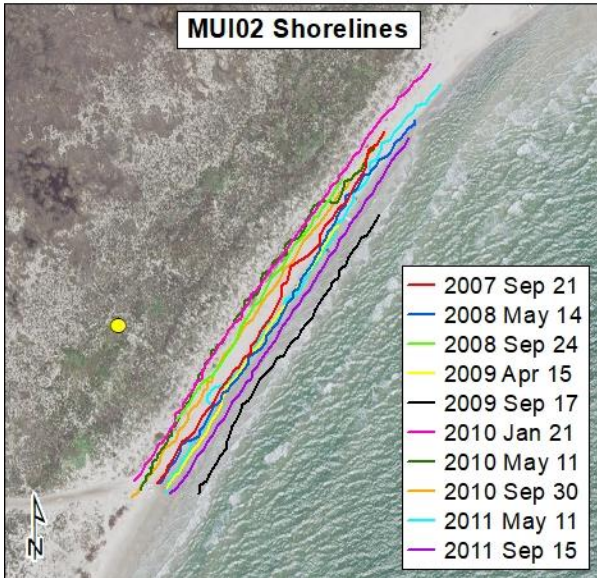 MUI02 Shorelines
2007 Sep 21
2008 May 14
2008 Sep 24
2009 Apr 15
2009 Sep 17
2010 Jan 21
2010 May 11
2010 Sep 30
2011 May 11
2011 Sep 15
N